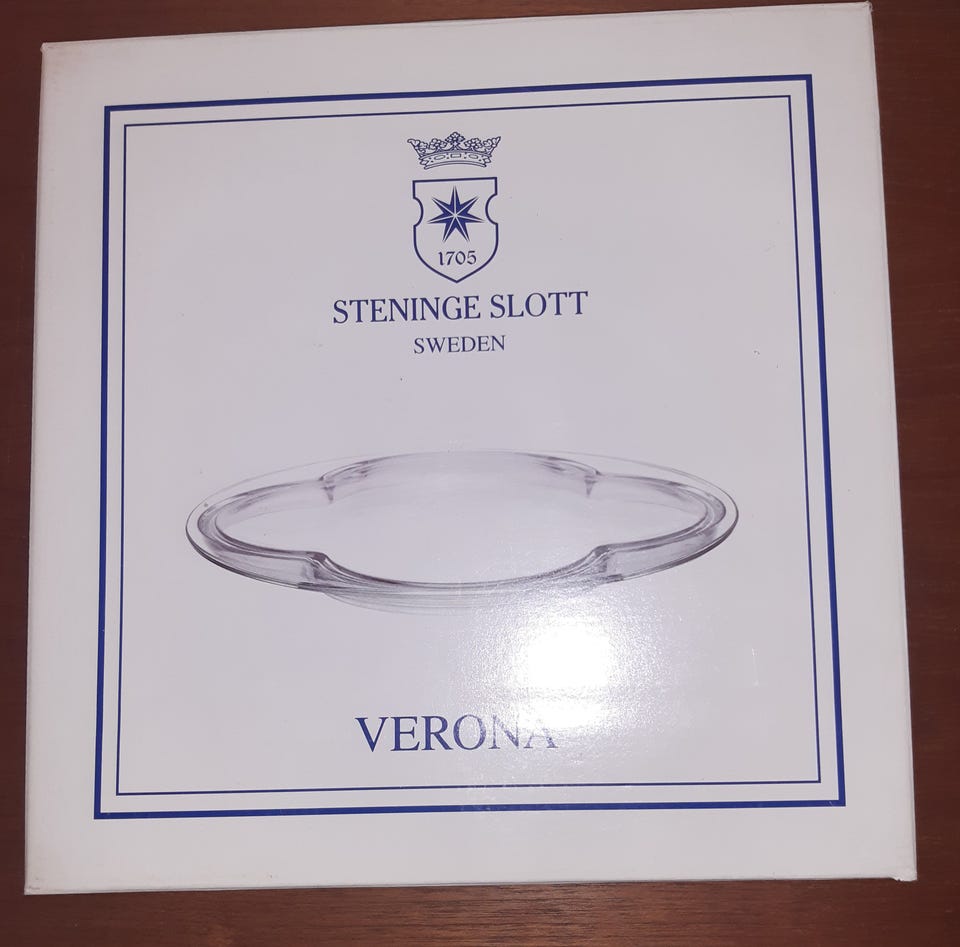 1705
STENINGE SLOTT
SWEDEN
VERONA